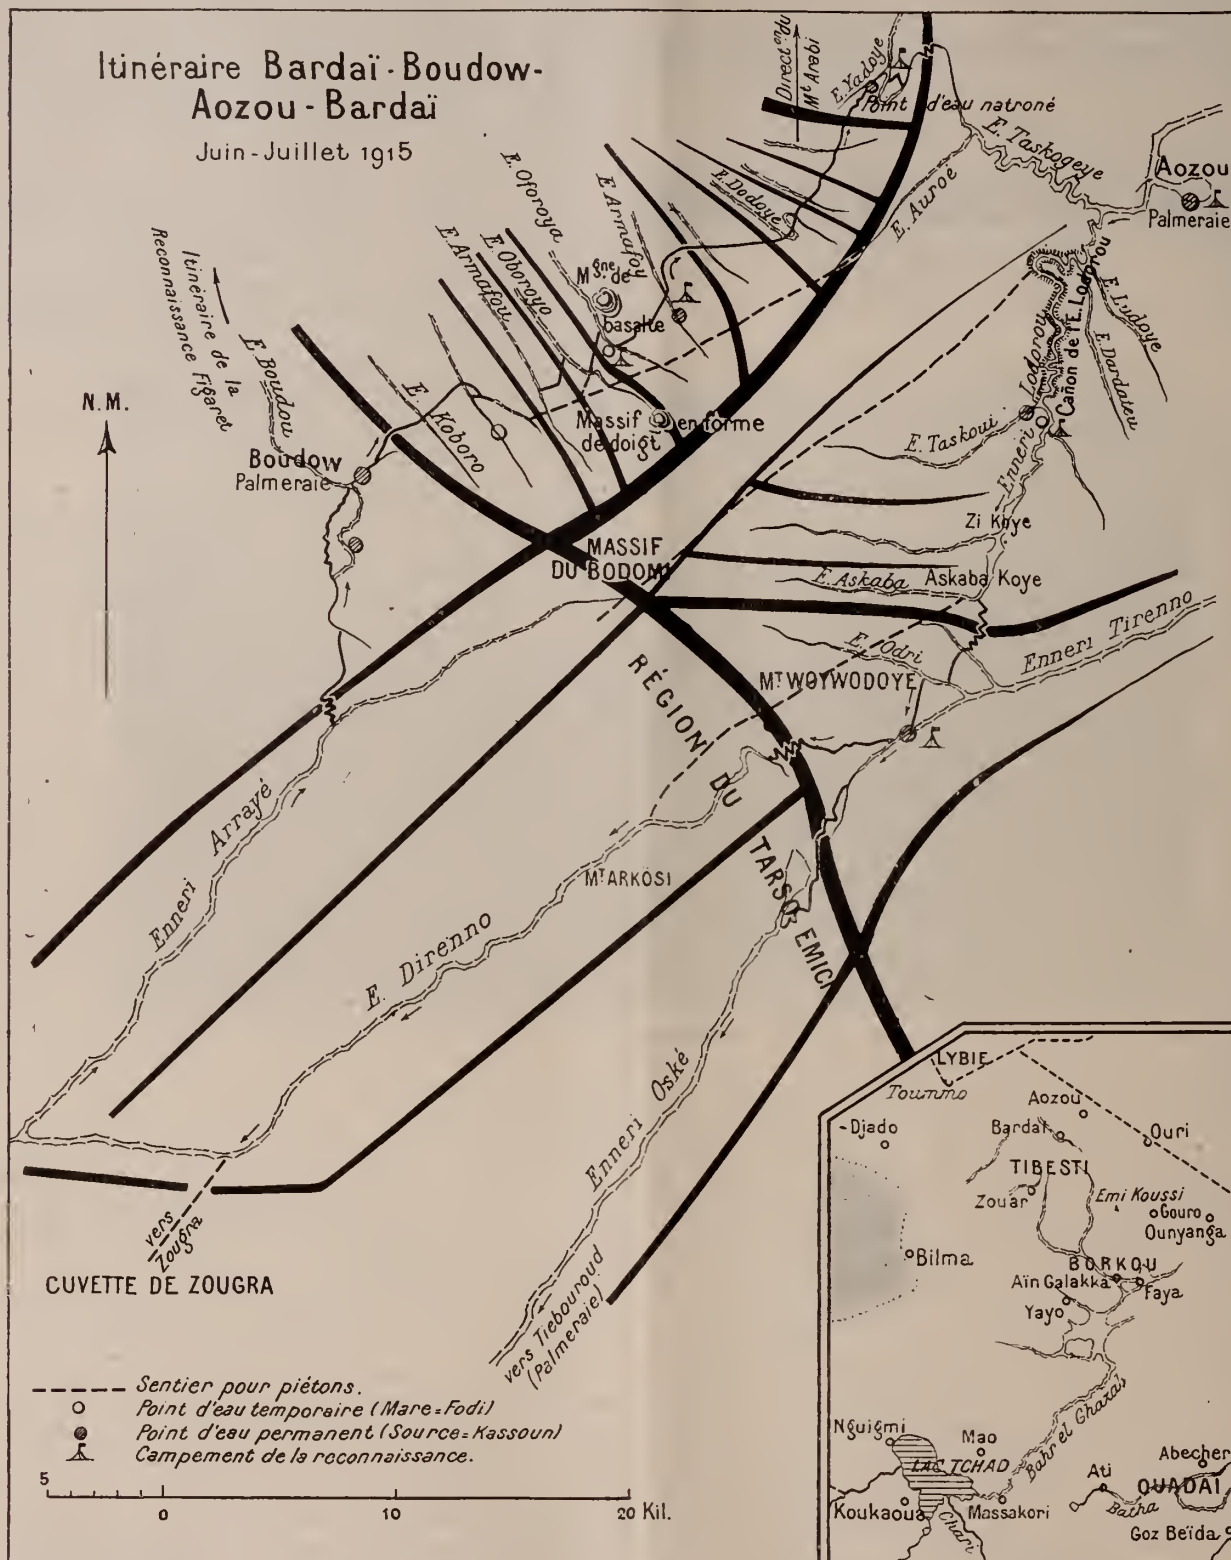 Itinéraire Bardaï-Boudow-
Aozou-Bardaï
Juin-Juillet 1915
Direct.on du
Mt Arabi
E. Yadoye
Point d'eau natroné
E. Taskogeye
Aozou
Palmeraie
E. Auroe
E. Dodoye
E. Armafoy
E. Oforoya
Mgne de
basalte
E. Oboroyo
E. Armafou
Itinéraire de la
Reconnaissance Figaret
E. Boudou
N.M.
E. Koboro
Boudow
Palmeraie
Massif en forme
de doigt
E. Ludoye
E. Dardateu
Cañon de l'E. Lodorou
Enneri Lodorou
E. Taskoui
Zi Koye
MASSIF
DU BODOMI
E. Askaba
Askaba Koye
Enneri Tirenno
E. Odri
MT WOYWODOYE
RÉGION DU TARSO EMICI
Enneri Arrayé
MT ARKOSI
E. Direnno
Enneri Oské
vers
Zougra
CUVETTE DE ZOUGRA
vers Tiebouroud
(Palmeraie)
Sentier pour piétons.
Point d'eau temporaire (Mare=Fodi)
Point d'eau permanent (Source=Kassoun)
Campement de la reconnaissance.
5
0 10 20 Kil.
LYBIE
Toummo
Aozou
Djado
Bardaï
Ouri
TIBESTI
Zouar
Emi Koussi
Gouro
Ounyanga
Bilma
BORKOU
Aïn Galakka
Faya
Yayo
Bahr el Ghazal
Nguigmi
Mao
LAC TCHAD
Abecher
Ati
OUADAÏ
Koukaoua
Massakori
Batha
Chari
Goz Beïda